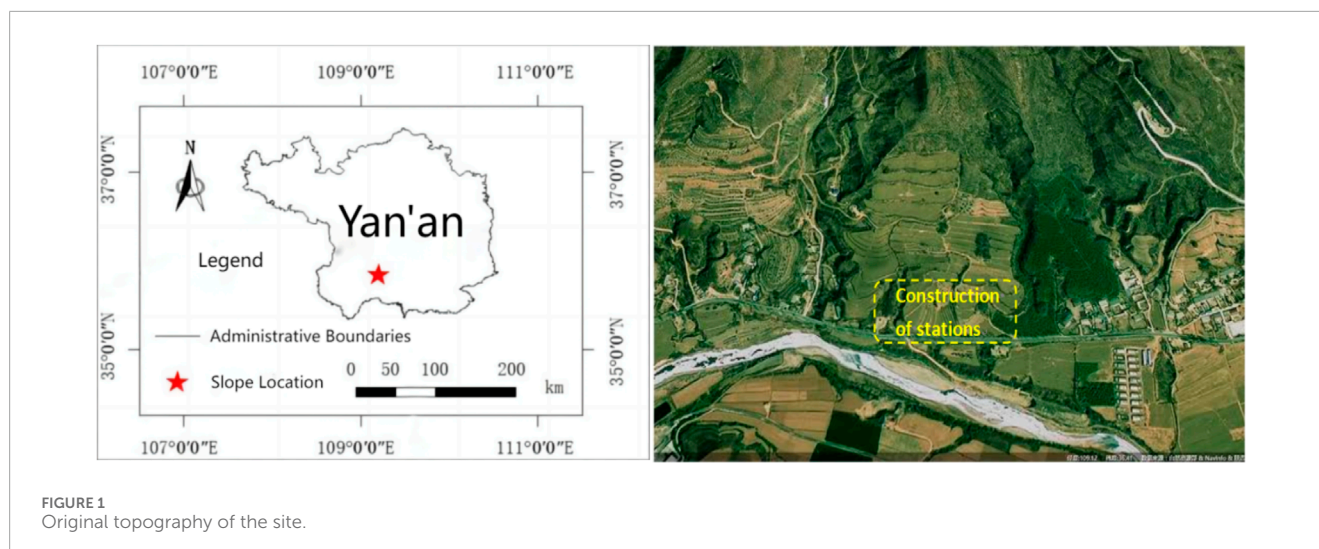 107°0′0″E 109°0′0″E 111°0′0″E
37°0′0″N
37°0′0″N
N
Yan'an
Legend
Administrative Boundaries
Slope Location
0 50 100 200
km
35°0′0″N
35°0′0″N
107°0′0″E 109°0′0″E 111°0′0″E
Construction
of stations
FIGURE 1
Original topography of the site.